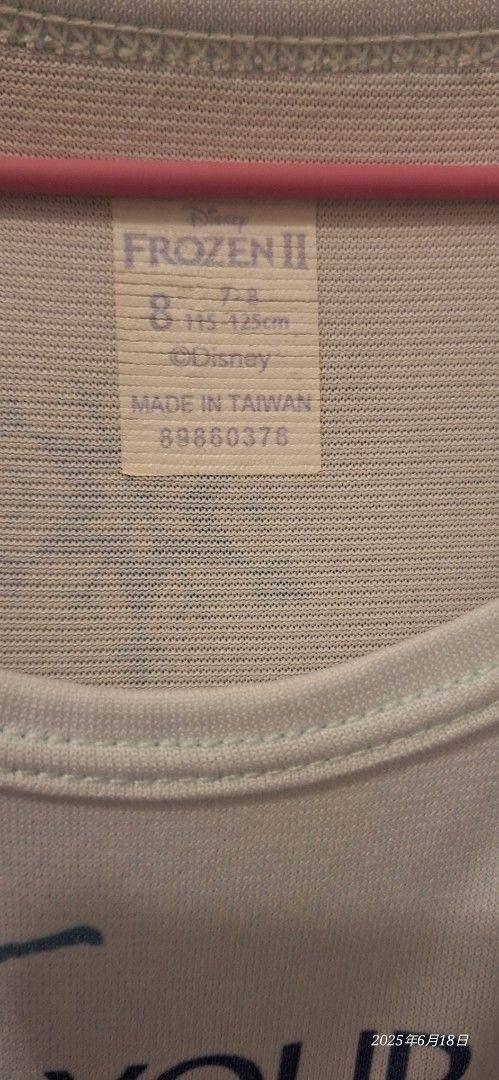 Disney
FROZEN II
8 7-8
115-125cm
©Disney
MADE IN TAIWAN
89860376
YOUR
2025年6月18日